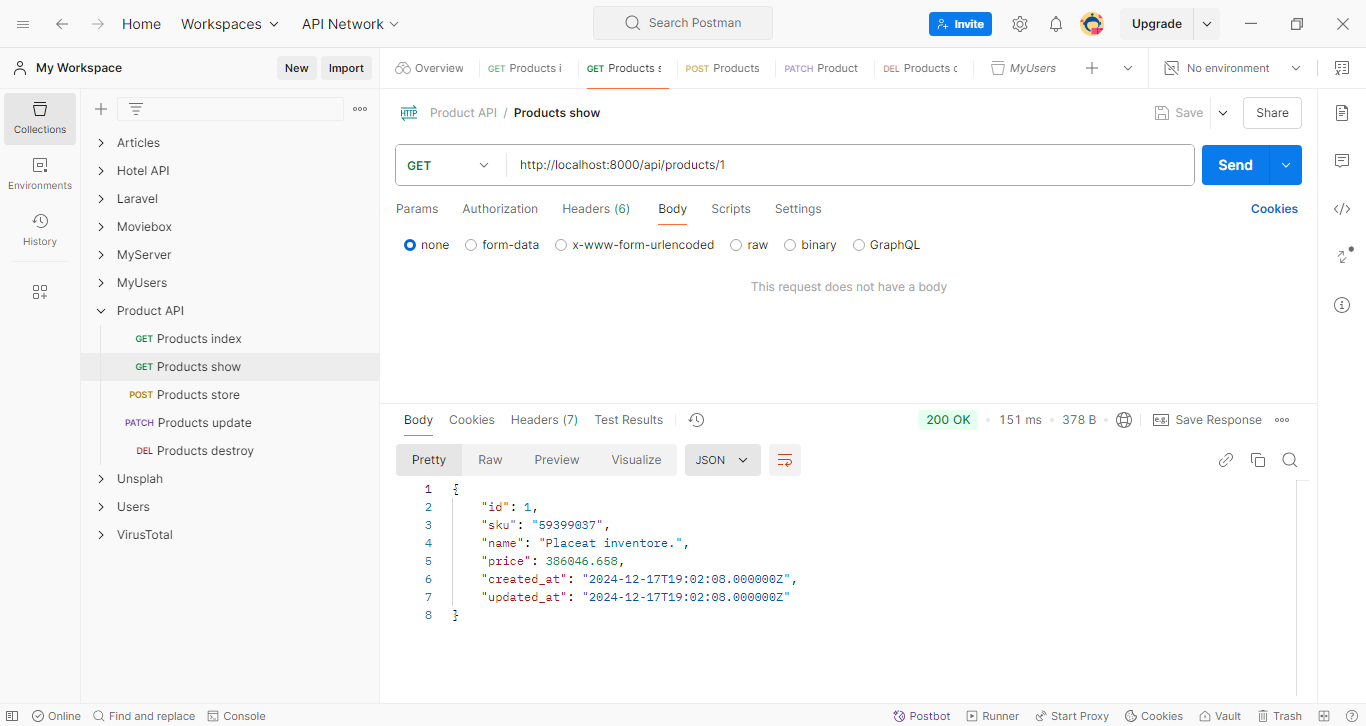 Home Workspaces API Network Search Postman Invite Upgrade
My Workspace New Import Overview GET Products i GET Products s POST Products PATCH Product DEL Products c MyUsers No environment
Collections
Environments
History
Articles
Hotel API
Laravel
Moviebox
MyServer
MyUsers
Product API
GET Products index
GET Products show
POST Products store
PATCH Products update
DEL Products destroy
Unsplah
Users
VirusTotal
HTTP Product API / Products show Save Share
GET http://localhost:8000/api/products/1 Send
Params Authorization Headers (6) Body Scripts Settings Cookies
none form-data x-www-form-urlencoded raw binary GraphQL
This request does not have a body
Body Cookies Headers (7) Test Results 200 OK 151 ms 378 B e.g. Save Response
Pretty Raw Preview Visualize JSON
1 {
2 "id": 1,
3 "sku": "59399037",
4 "name": "Placeat inventore.",
5 "price": 386046.658,
6 "created_at": "2024-12-17T19:02:08.000000Z",
7 "updated_at": "2024-12-17T19:02:08.000000Z"
8 }
Online Find and replace Console Postbot Runner Start Proxy Cookies Vault Trash